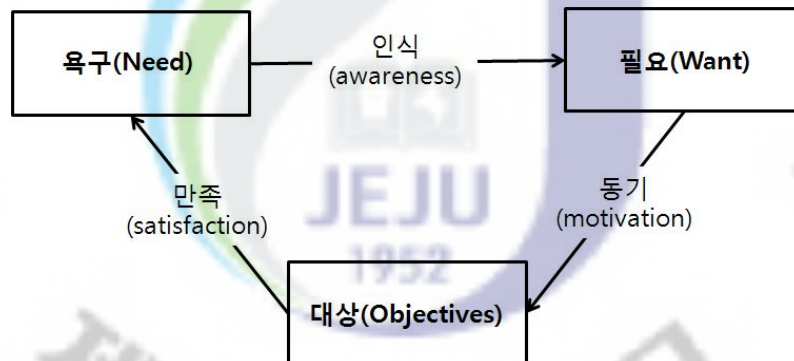 욕구(Need)
인식
(awareness)
필요(Want)
만족
(satisfaction)
동기
(motivation)
JEJU
1952
대상(Objectives)